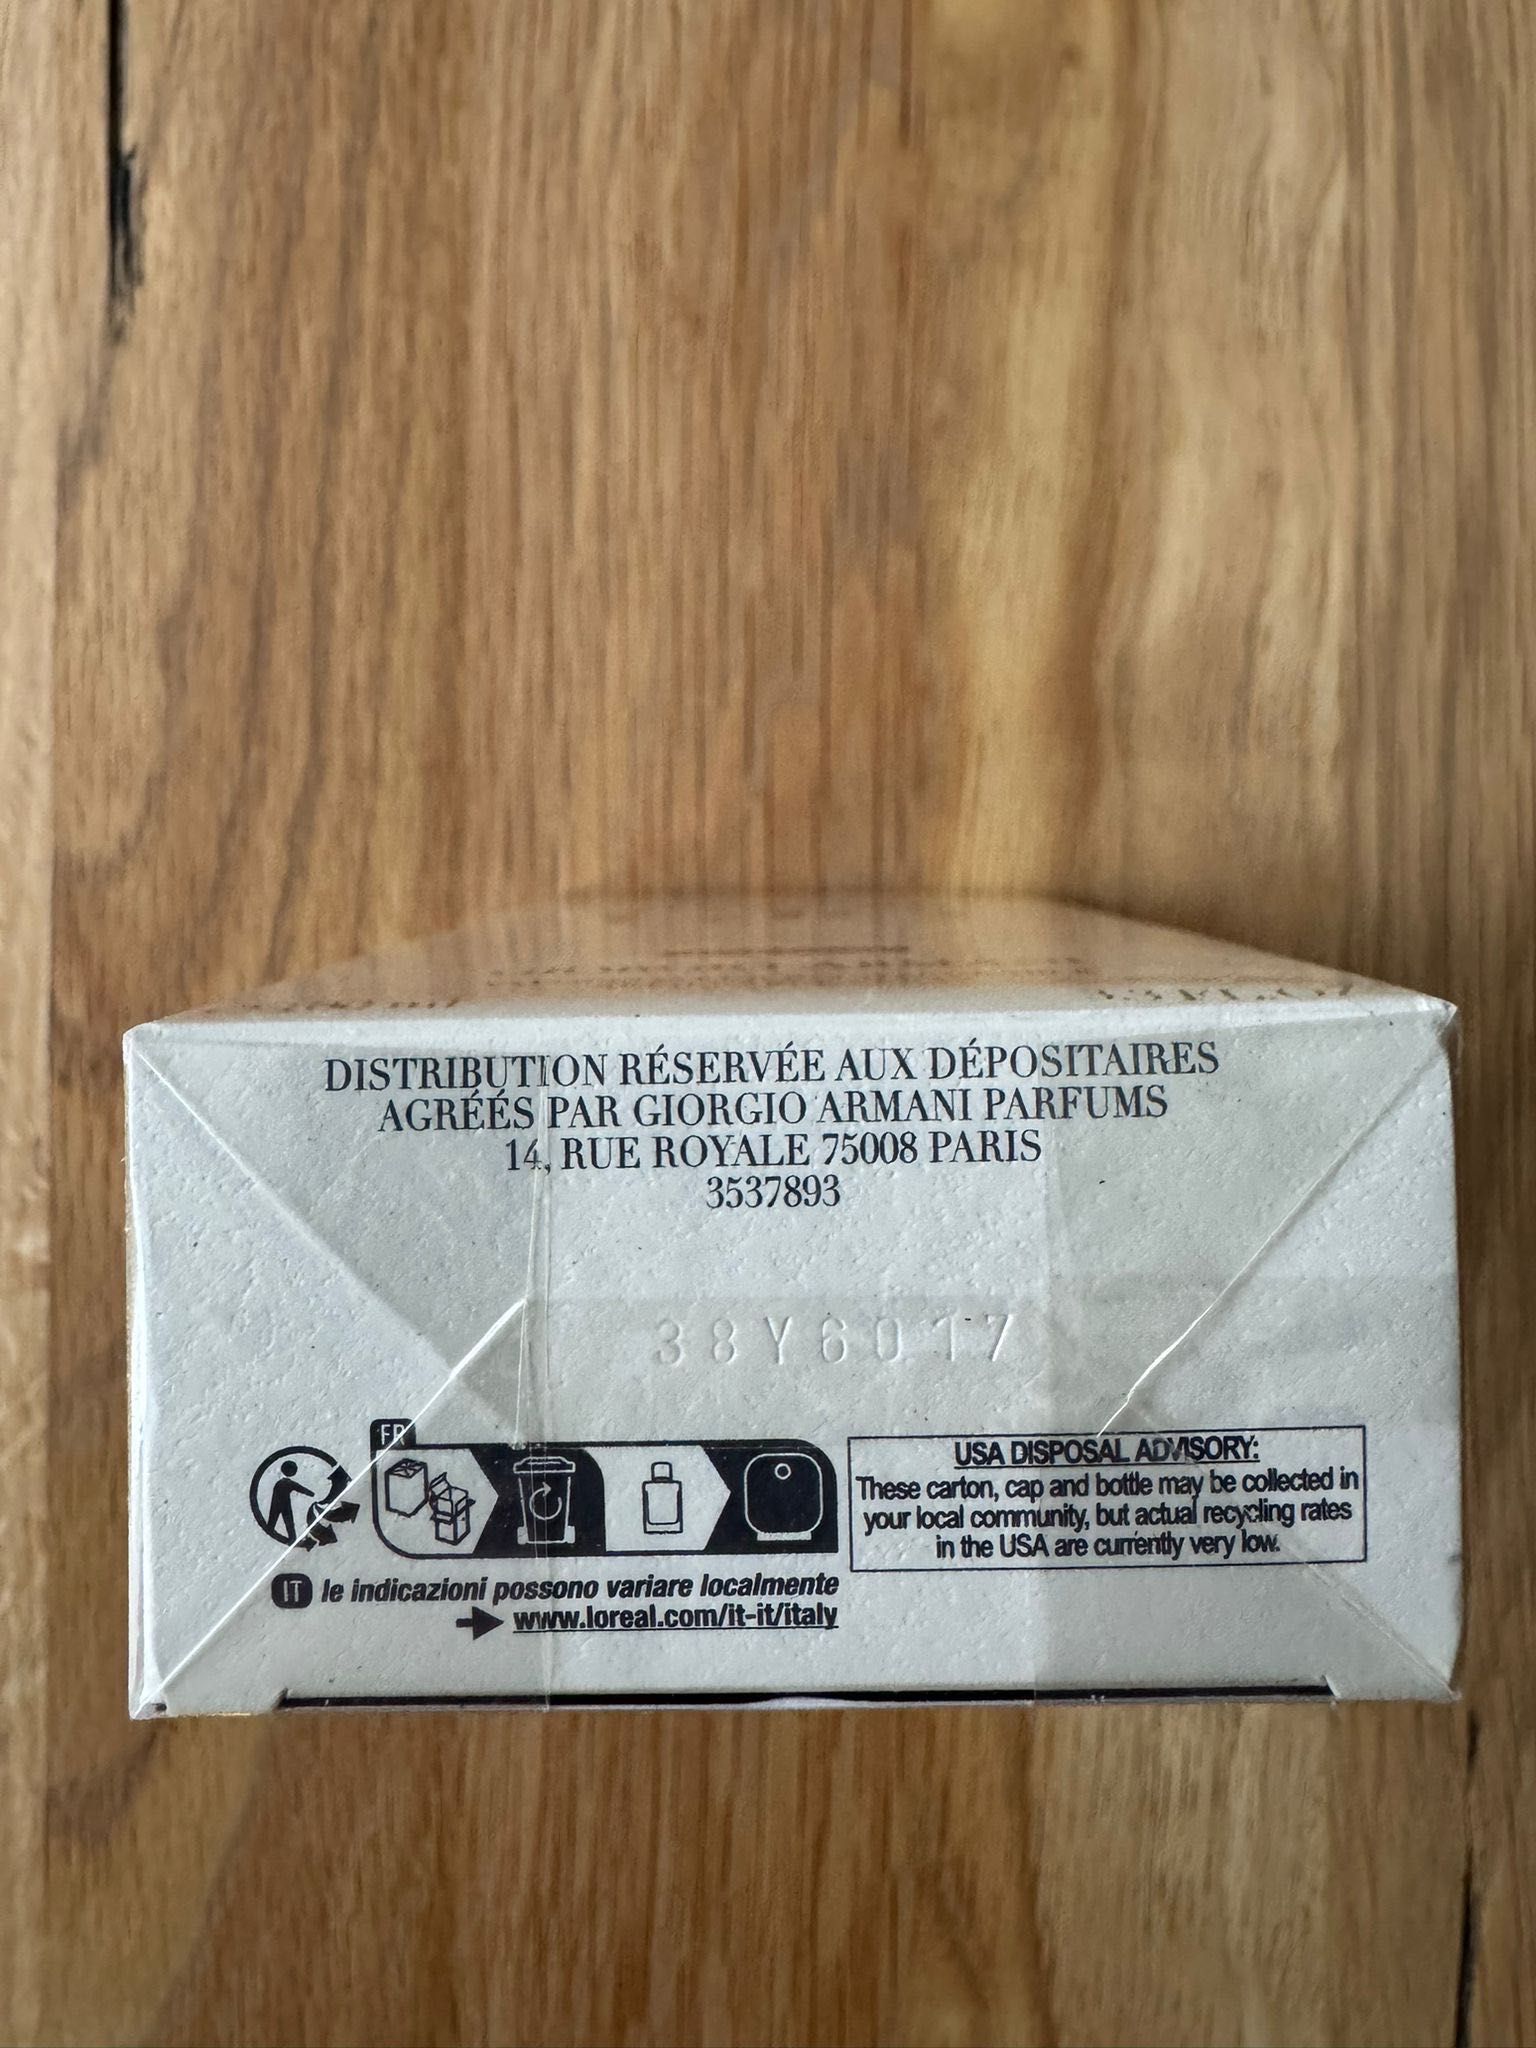 DISTRIBUTION RÉSERVÉE AUX DÉPOSITAIRES
AGRÉÉS PAR GIORGIO ARMANI PARFUMS
14, RUE ROYALE 75008 PARIS
3537893
38Y6017
FR
USA DISPOSAL ADVISORY:
These carton, cap and bottle may be collected in
your local community, but actual recycling rates
in the USA are currently very low.
IT le indicazioni possono variare localmente
www.loreal.com/it-it/italy